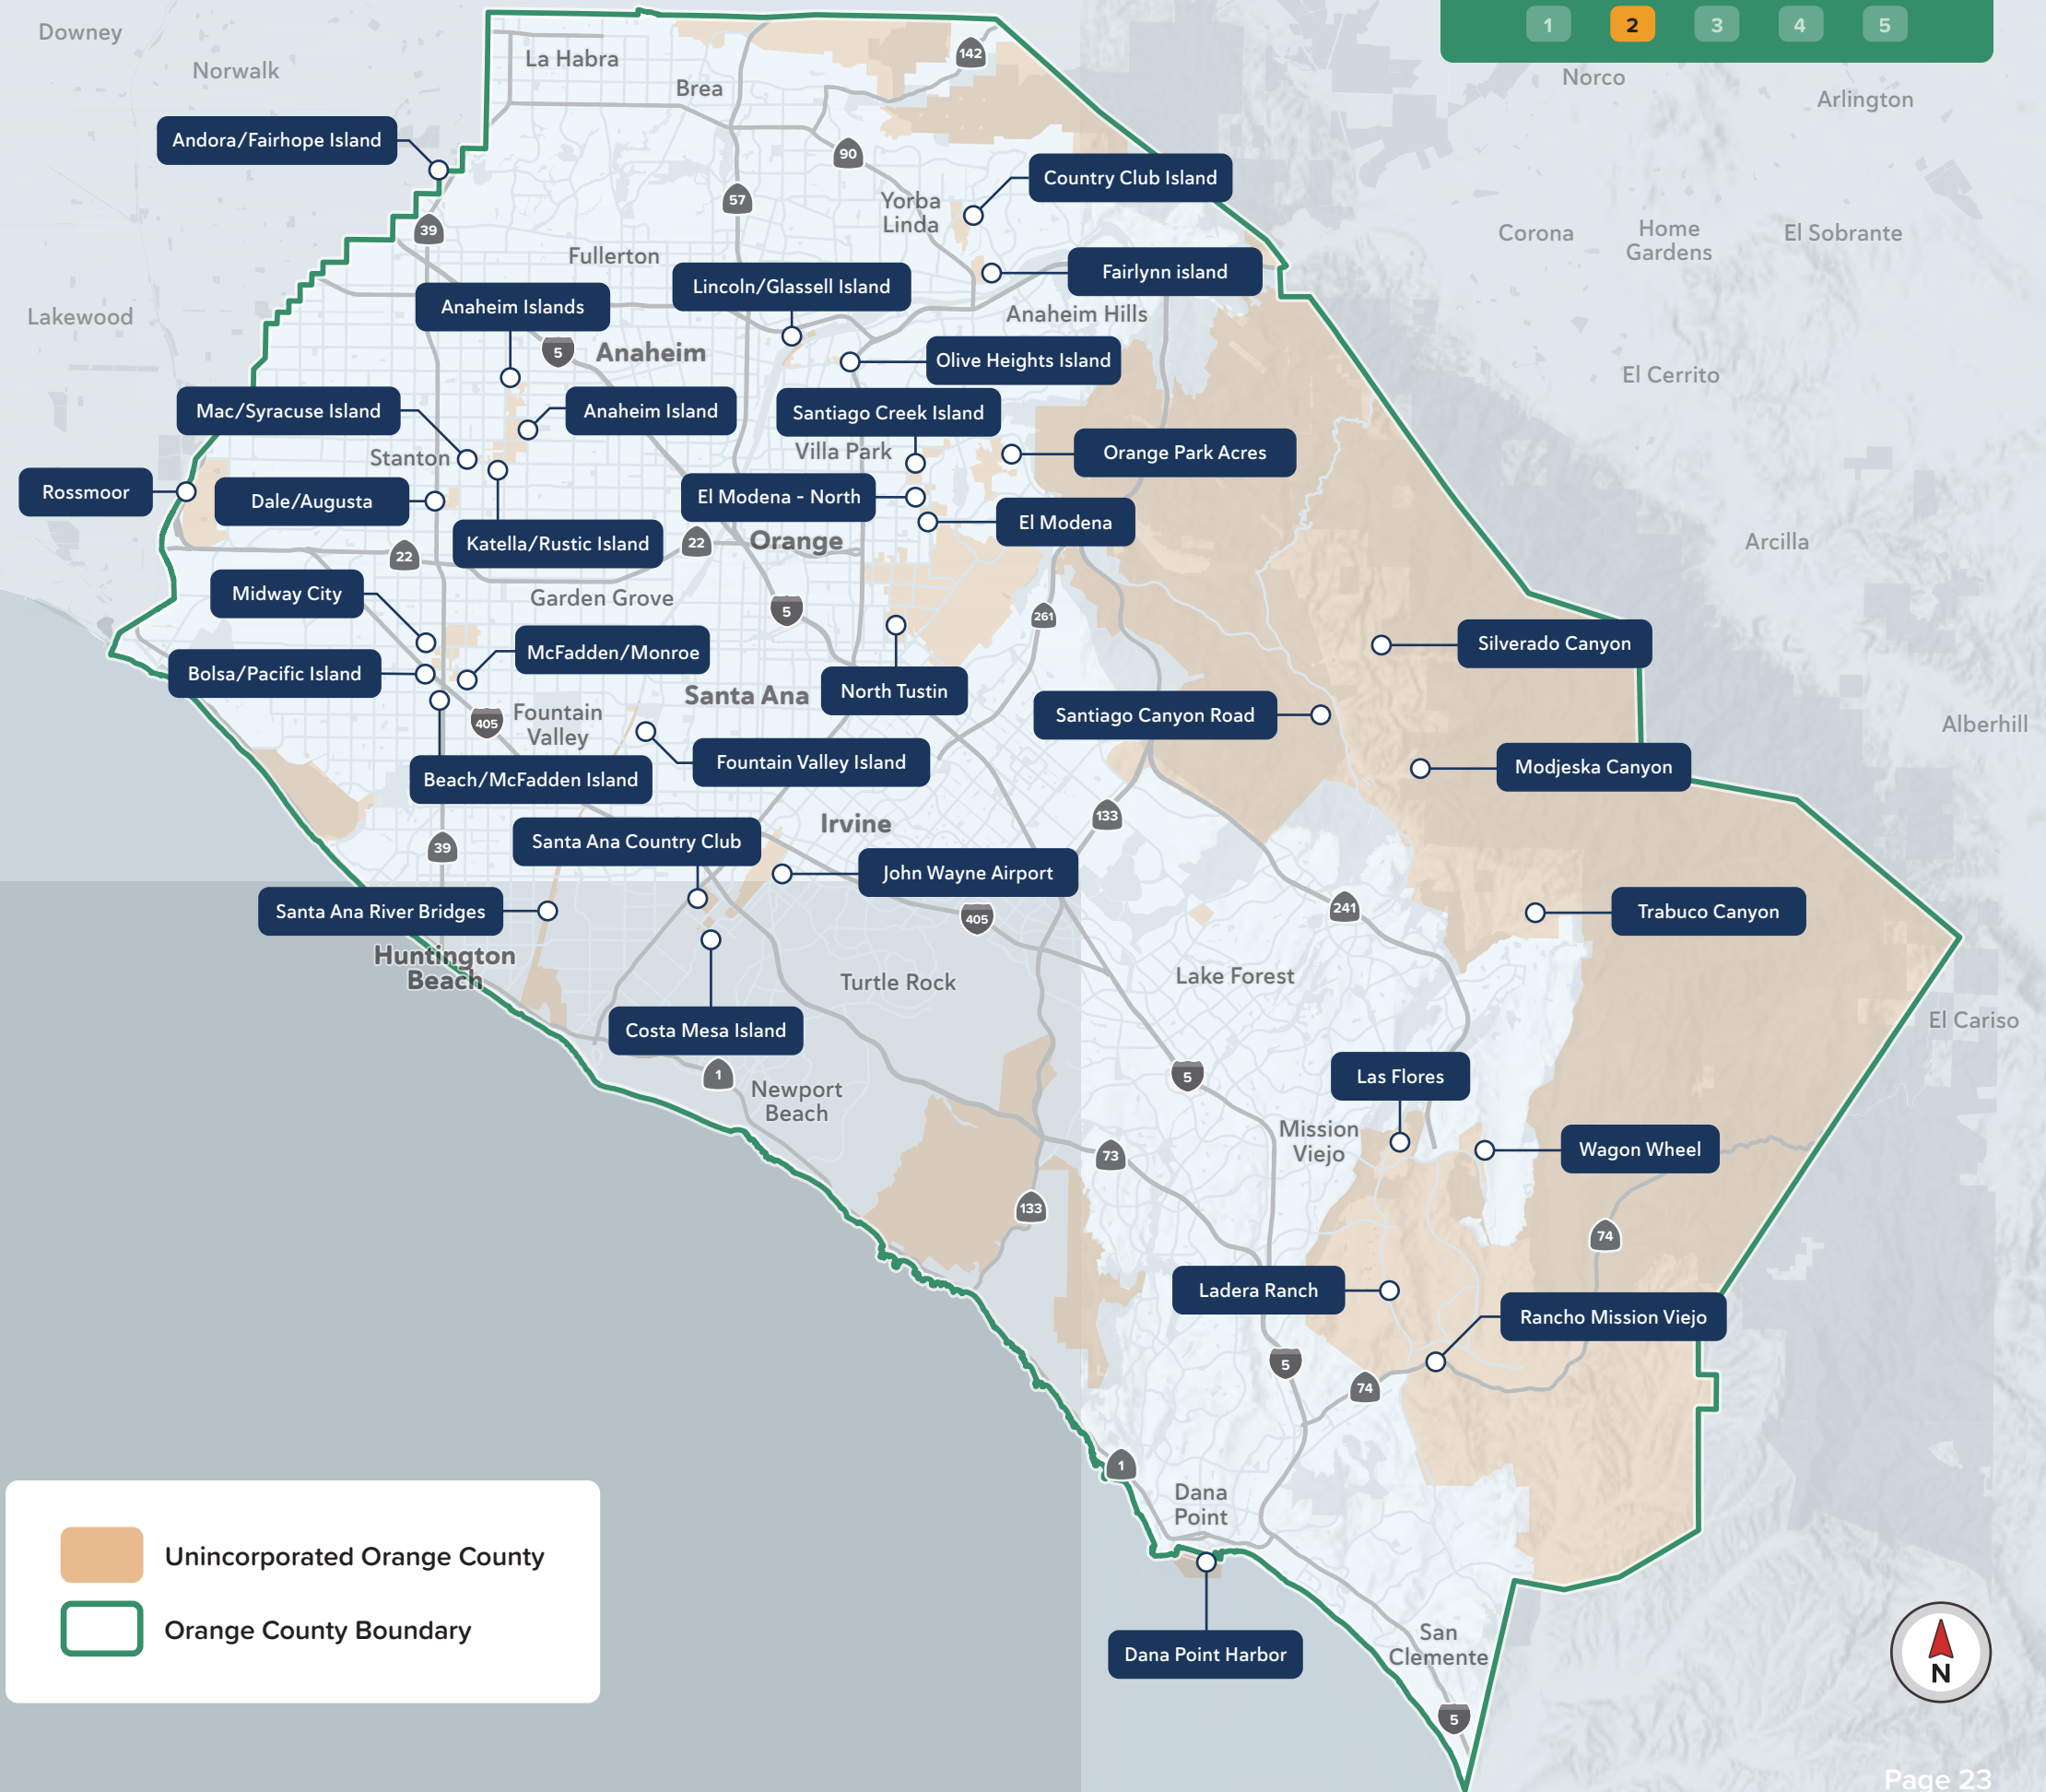 1 2 3 4 5
Downey
Norwalk
La Habra
Brea
142
Norco
Arlington
Andora/Fairhope Island
90
Country Club Island
57
Yorba
Linda
39
Corona
Home
Gardens
El Sobrante
Fullerton
Lincoln/Glassell Island
Fairlynn island
Lakewood
Anaheim Islands
Anaheim Hills
5
Anaheim
Olive Heights Island
El Cerrito
Mac/Syracuse Island
Anaheim Island
Santiago Creek Island
Stanton
Villa Park
Orange Park Acres
Rossmoor
Dale/Augusta
El Modena - North
El Modena
Katella/Rustic Island
22
22
Orange
Arcilla
Midway City
Garden Grove
5
261
McFadden/Monroe
Silverado Canyon
Bolsa/Pacific Island
Santa Ana
North Tustin
Santiago Canyon Road
405
Fountain
Valley
Alberhill
Fountain Valley Island
Modjeska Canyon
Beach/McFadden Island
133
Irvine
39
Santa Ana Country Club
John Wayne Airport
Santa Ana River Bridges
405
241
Trabuco Canyon
Huntington
Beach
Turtle Rock
Lake Forest
El Cariso
Costa Mesa Island
1
5
Las Flores
Newport
Beach
Mission
Viejo
Wagon Wheel
73
133
74
Ladera Ranch
Rancho Mission Viejo
5
74
1
Dana
Point
Unincorporated Orange County
Orange County Boundary
Dana Point Harbor
San
Clemente
N
5
Page 23